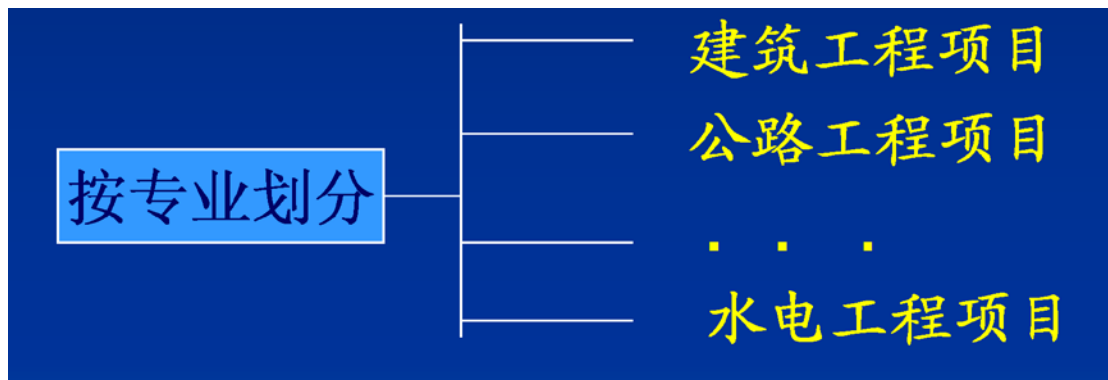 建筑工程项目
公路工程项目
按专业划分
. . .
水电工程项目